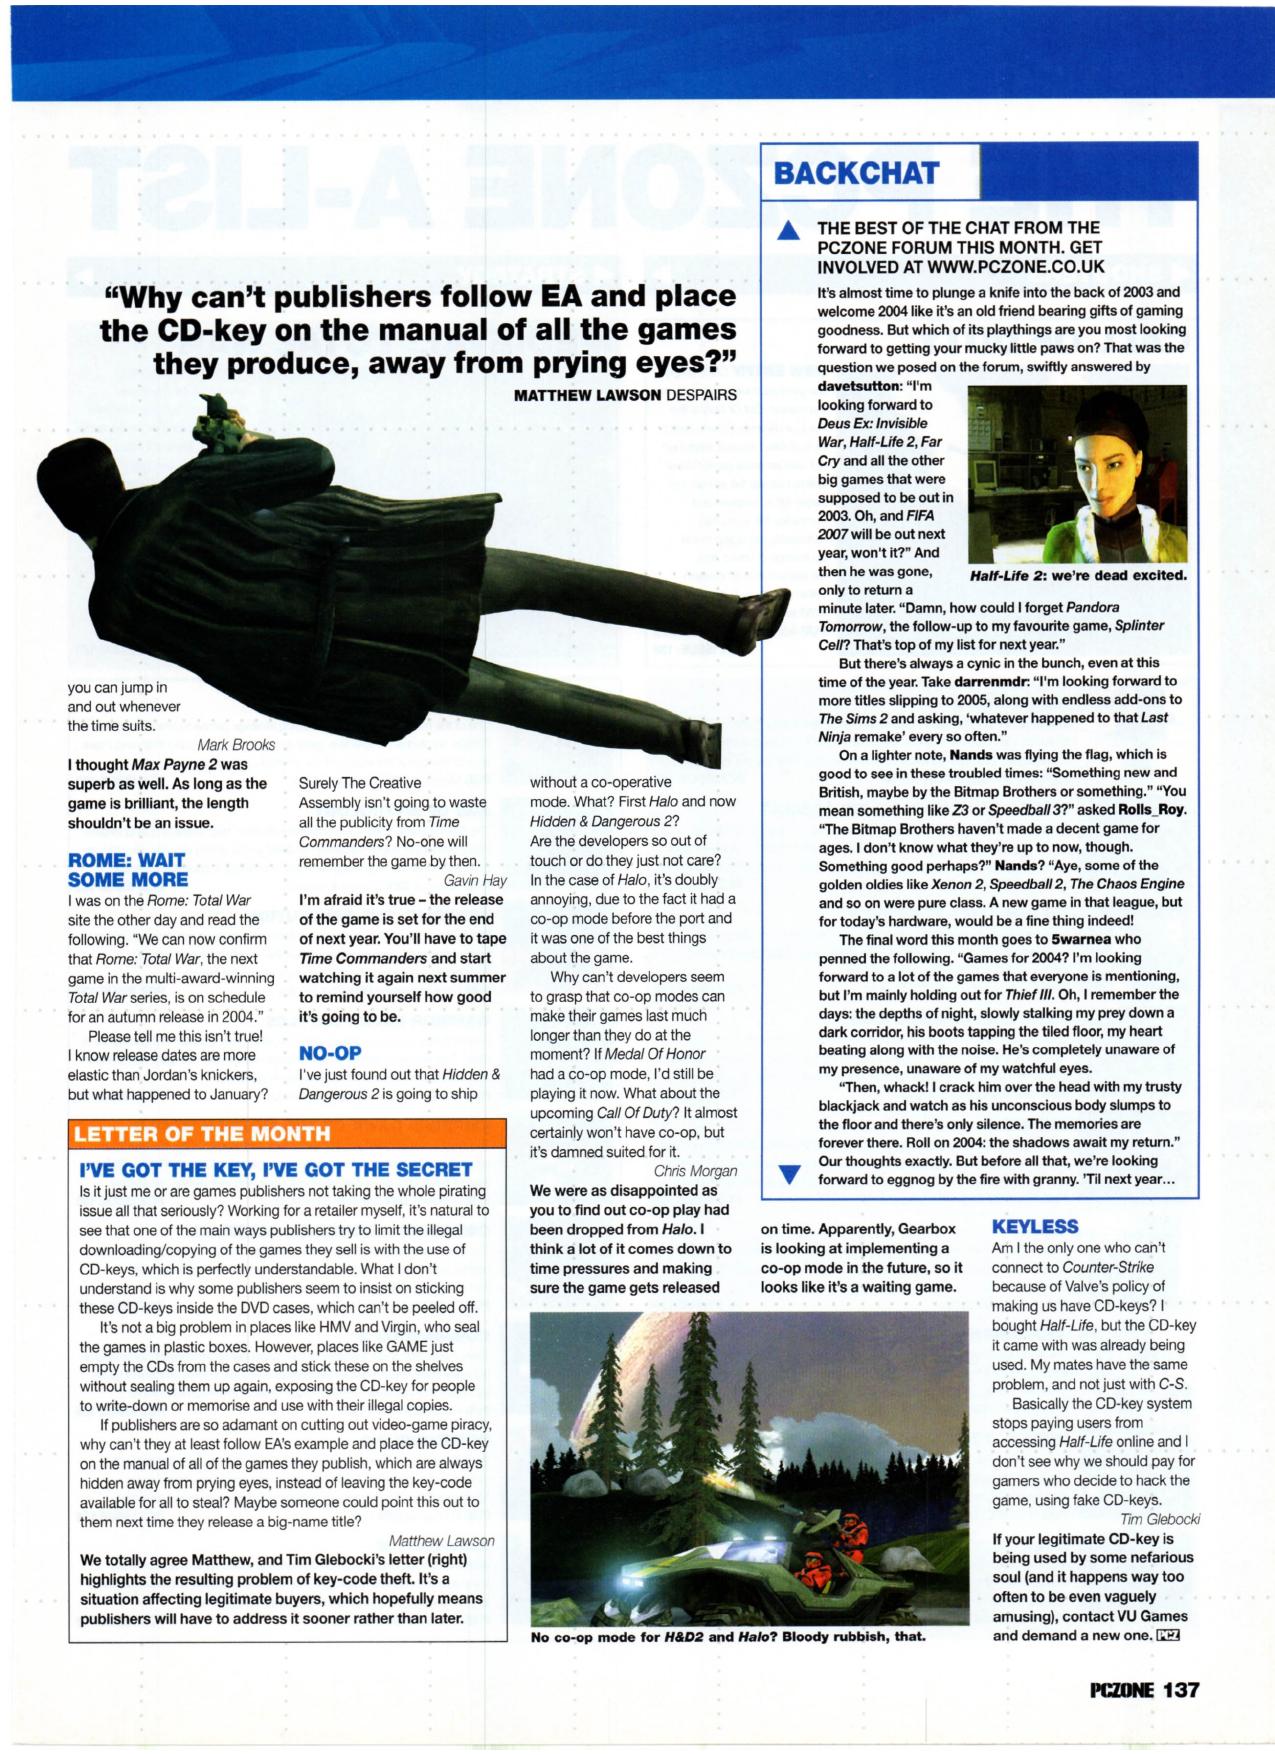 “Why can’t publishers follow EA and place
the CD-key on the manual of all the games
they produce, away from prying eyes?”
MATTHEW LAWSON DESPAIRS
you can jump in
and out whenever
the time suits.
Mark Brooks
I thought Max Payne 2 was
superb as well. As long as the
game is brilliant, the length
shouldn’t be an issue.
ROME: WAIT
SOME MORE
I was on the Rome: Total War
site the other day and read the
following. “We can now confirm
that Rome: Total War, the next
game in the multi-award-winning
Total War series, is on schedule
for an autumn release in 2004.”
Please tell me this isn’t true!
I know release dates are more
elastic than Jordan’s knickers,
but what happened to January?
Surely The Creative
Assembly isn’t going to waste
all the publicity from Time
Commanders? No-one will
remember the game by then.
Gavin Hay
I’m afraid it’s true – the release
of the game is set for the end
of next year. You’ll have to tape
Time Commanders and start
watching it again next summer
to remind yourself how good
it’s going to be.
NO-OP
I’ve just found out that Hidden &
Dangerous 2 is going to ship
without a co-operative
mode. What? First Halo and now
Hidden & Dangerous 2?
Are the developers so out of
touch or do they just not care?
In the case of Halo, it’s doubly
annoying, due to the fact it had a
co-op mode before the port and
it was one of the best things
about the game.
Why can’t developers seem
to grasp that co-op modes can
make their games last much
longer than they do at the
moment? If Medal Of Honor
had a co-op mode, I’d still be
playing it now. What about the
upcoming Call Of Duty? It almost
certainly won’t have co-op, but
it’s damned suited for it.
Chris Morgan
We were as disappointed as
you to find out co-op play had
been dropped from Halo. I
think a lot of it comes down to
time pressures and making
sure the game gets released
on time. Apparently, Gearbox
is looking at implementing a
co-op mode in the future, so it
looks like it’s a waiting game.
No co-op mode for H&D2 and Halo? Bloody rubbish, that.
KEYLESS
Am I the only one who can’t
connect to Counter-Strike
because of Valve’s policy of
making us have CD-keys? I
bought Half-Life, but the CD-key
it came with was already being
used. My mates have the same
problem, and not just with C-S.
Basically the CD-key system
stops paying users from
accessing Half-Life online and I
don’t see why we should pay for
gamers who decide to hack the
game, using fake CD-keys.
Tim Glebocki
If your legitimate CD-key is
being used by some nefarious
soul (and it happens way too
often to be even vaguely
amusing), contact VU Games
and demand a new one. PCZ
LETTER OF THE MONTH
I’VE GOT THE KEY, I’VE GOT THE SECRET
Is it just me or are games publishers not taking the whole pirating
issue all that seriously? Working for a retailer myself, it’s natural to
see that one of the main ways publishers try to limit the illegal
downloading/copying of the games they sell is with the use of
CD-keys, which is perfectly understandable. What I don’t
understand is why some publishers seem to insist on sticking
these CD-keys inside the DVD cases, which can’t be peeled off.
It’s not a big problem in places like HMV and Virgin, who seal
the games in plastic boxes. However, places like GAME just
empty the CDs from the cases and stick these on the shelves
without sealing them up again, exposing the CD-key for people
to write-down or memorise and use with their illegal copies.
If publishers are so adamant on cutting out video-game piracy,
why can’t they at least follow EA’s example and place the CD-key
on the manual of all of the games they publish, which are always
hidden away from prying eyes, instead of leaving the key-code
available for all to steal? Maybe someone could point this out to
them next time they release a big-name title?
Matthew Lawson
We totally agree Matthew, and Tim Glebocki’s letter (right)
highlights the resulting problem of key-code theft. It’s a
situation affecting legitimate buyers, which hopefully means
publishers will have to address it sooner rather than later.
BACKCHAT
THE BEST OF THE CHAT FROM THE
PCZONE FORUM THIS MONTH. GET
INVOLVED AT WWW.PCZONE.CO.UK
It’s almost time to plunge a knife into the back of 2003 and
welcome 2004 like it’s an old friend bearing gifts of gaming
goodness. But which of its playthings are you most looking
forward to getting your mucky little paws on? That was the
question we posed on the forum, swiftly answered by
davetsutton: “I’m
looking forward to
Deus Ex: Invisible
War, Half-Life 2, Far
Cry and all the other
big games that were
supposed to be out in
2003. Oh, and FIFA
2007 will be out next
year, won’t it?” And
then he was gone,
only to return a
minute later. “Damn, how could I forget Pandora
Tomorrow, the follow-up to my favourite game, Splinter
Cell? That’s top of my list for next year.”
Half-Life 2: we’re dead excited.
But there’s always a cynic in the bunch, even at this
time of the year. Take darrenmdr: “I’m looking forward to
more titles slipping to 2005, along with endless add-ons to
The Sims 2 and asking, ‘whatever happened to that Last
Ninja remake’ every so often.”
On a lighter note, Nands was flying the flag, which is
good to see in these troubled times: “Something new and
British, maybe by the Bitmap Brothers or something.” “You
mean something like Z3 or Speedball 3?” asked Rolls_Roy.
“The Bitmap Brothers haven’t made a decent game for
ages. I don’t know what they’re up to now, though.
Something good perhaps?” Nands? “Aye, some of the
golden oldies like Xenon 2, Speedball 2, The Chaos Engine
and so on were pure class. A new game in that league, but
for today’s hardware, would be a fine thing indeed!
The final word this month goes to 5warnea who
penned the following. “Games for 2004? I’m looking
forward to a lot of the games that everyone is mentioning,
but I’m mainly holding out for Thief III. Oh, I remember the
days: the depths of night, slowly stalking my prey down a
dark corridor, his boots tapping the tiled floor, my heart
beating along with the noise. He’s completely unaware of
my presence, unaware of my watchful eyes.
“Then, whack! I crack him over the head with my trusty
blackjack and watch as his unconscious body slumps to
the floor and there’s only silence. The memories are
forever there. Roll on 2004: the shadows await my return.”
Our thoughts exactly. But before all that, we’re looking
forward to eggnog by the fire with granny. ’Til next year...
PCZONE 137